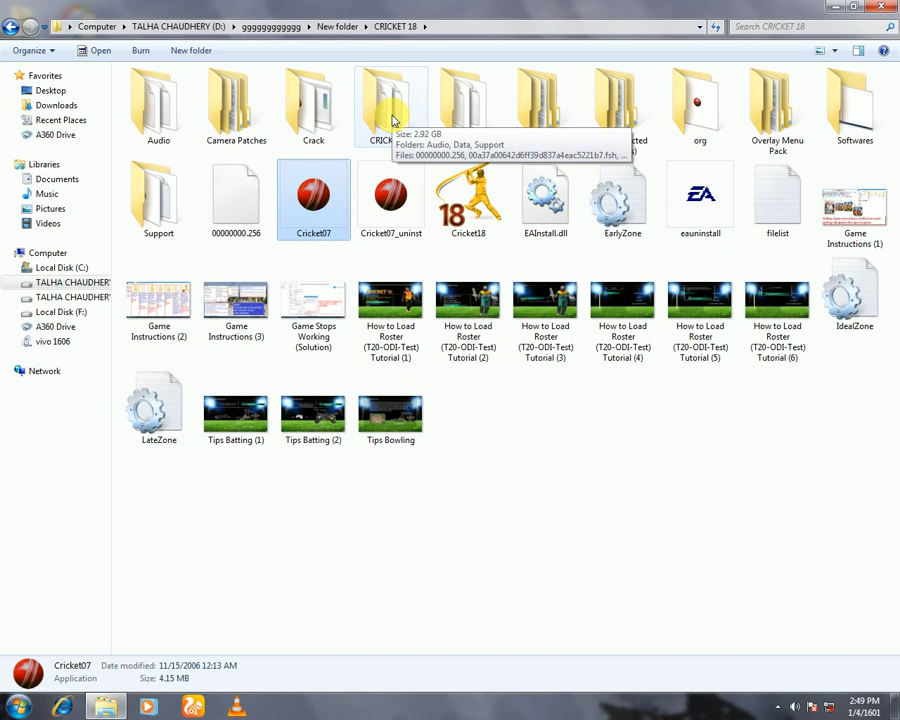 Computer ▸ TALHA CHAUDHERY (D:) ▸ gggggggggggg ▸ New folder ▸ CRICKET 18 ▸
Search CRICKET 18
Organize ▾ Open Burn New folder
Favorites
Desktop
Downloads
Recent Places
A360 Drive
Libraries
Documents
Music
Pictures
Videos
Computer
Local Disk (C:)
TALHA CHAUDHERY
TALHA CHAUDHERY
Local Disk (F:)
A360 Drive
vivo 1606
Network
Audio
Camera Patches
Crack
Overlay Menu Pack
org
Softwares
Size: 2.92 GB
Folders: Audio, Data, Support
Files: 00000000.256, 00a37a00642d6ff39d837a4eac5221b7.fsh, ...
Support
00000000.256
Cricket07
Cricket07_uninst
18
Cricket18
EAInstall.dll
EarlyZone
EA
eauninstall
filelist
Game Instructions (1)
Game Instructions (2)
Game Instructions (3)
Game Stops Working (Solution)
How to Load Roster (T20-ODI-Test) Tutorial (1)
How to Load Roster (T20-ODI-Test) Tutorial (2)
How to Load Roster (T20-ODI-Test) Tutorial (3)
How to Load Roster (T20-ODI-Test) Tutorial (4)
How to Load Roster (T20-ODI-Test) Tutorial (5)
How to Load Roster (T20-ODI-Test) Tutorial (6)
IdealZone
LateZone
Tips Batting (1)
Tips Batting (2)
Tips Bowling
Cricket07 Date modified: 11/15/2006 12:13 AM
Application Size: 4.15 MB
2:49 PM
1/4/1601